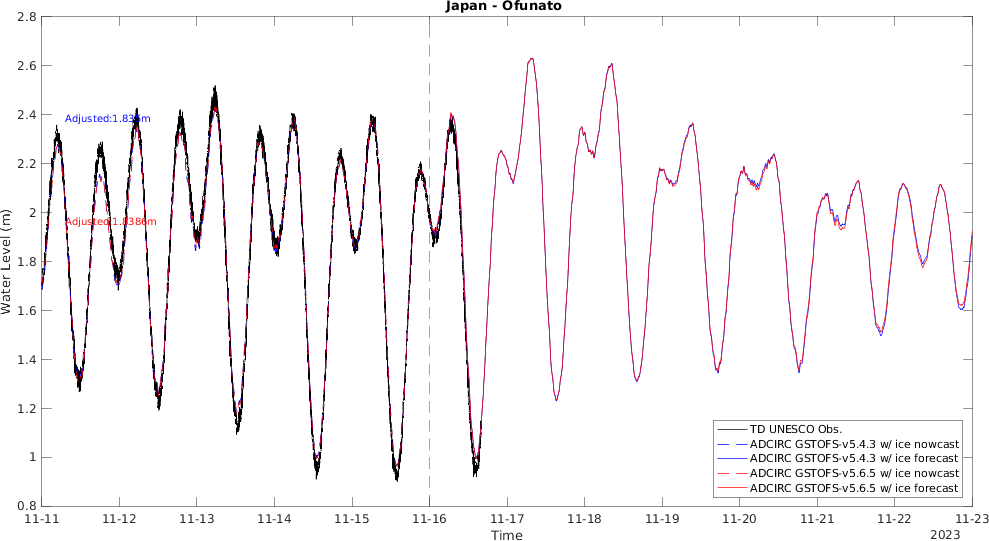 Japan - Ofunato
2.8
2.6
2.4
2.2
2
1.8
1.6
1.4
1.2
1
0.8
Water Level (m)
Adjusted:1.8386m
TD UNESCO Obs.
ADCIRC GSTOFS-v5.4.3 w/ ice nowcast
ADCIRC GSTOFS-v5.4.3 w/ ice forecast
ADCIRC GSTOFS-v5.6.5 w/ ice nowcast
ADCIRC GSTOFS-v5.6.5 w/ ice forecast
11-11 11-12 11-13 11-14 11-15 11-16 11-17 11-18 11-19 11-20 11-21 11-22 11-23
Time
2023